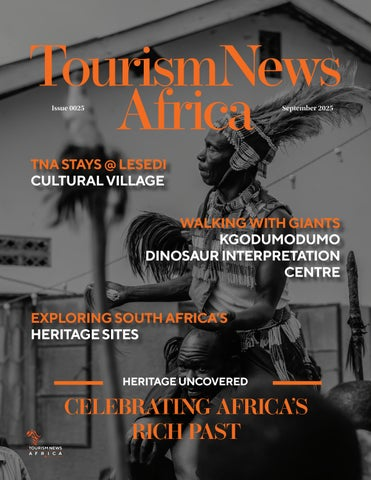 Tourism News
Africa
Issue 0025
September 2025
TNA STAYS @ LESEDI
CULTURAL VILLAGE
WALKING WITH GIANTS
KGODUMODUMO
DINOSAUR INTERPRETATION
CENTRE
EXPLORING SOUTH AFRICA'S
HERITAGE SITES
HERITAGE UNCOVERED
CELEBRATING AFRICA'S
RICH PAST
TOURISM NEWS
AFRICA